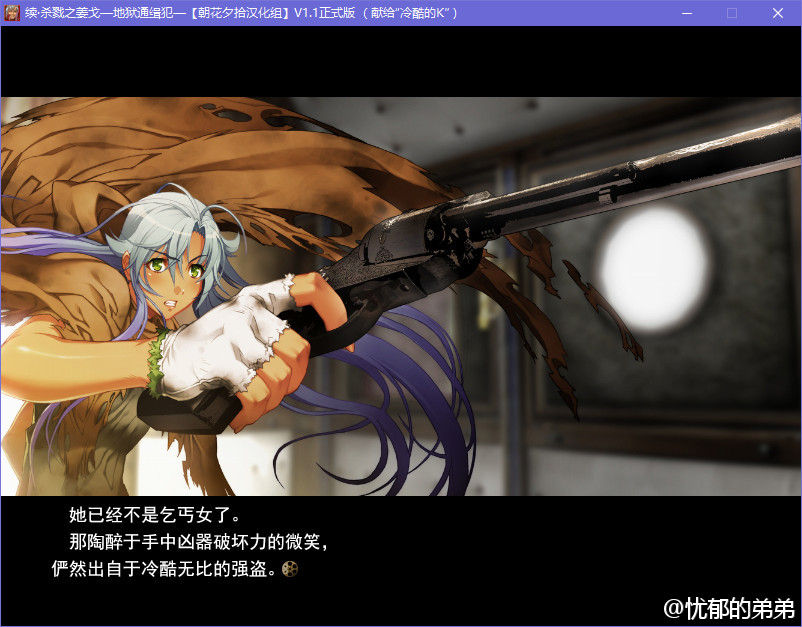 续·杀戮之姜戈—地狱通缉犯—【朝花夕拾汉化组】V1.1正式版 （献给“冷酷的K”）
她已经不是乞丐女了。
那陶醉于手中凶器破坏力的微笑，
俨然出自于冷酷无比的强盗。
@忧郁的弟弟